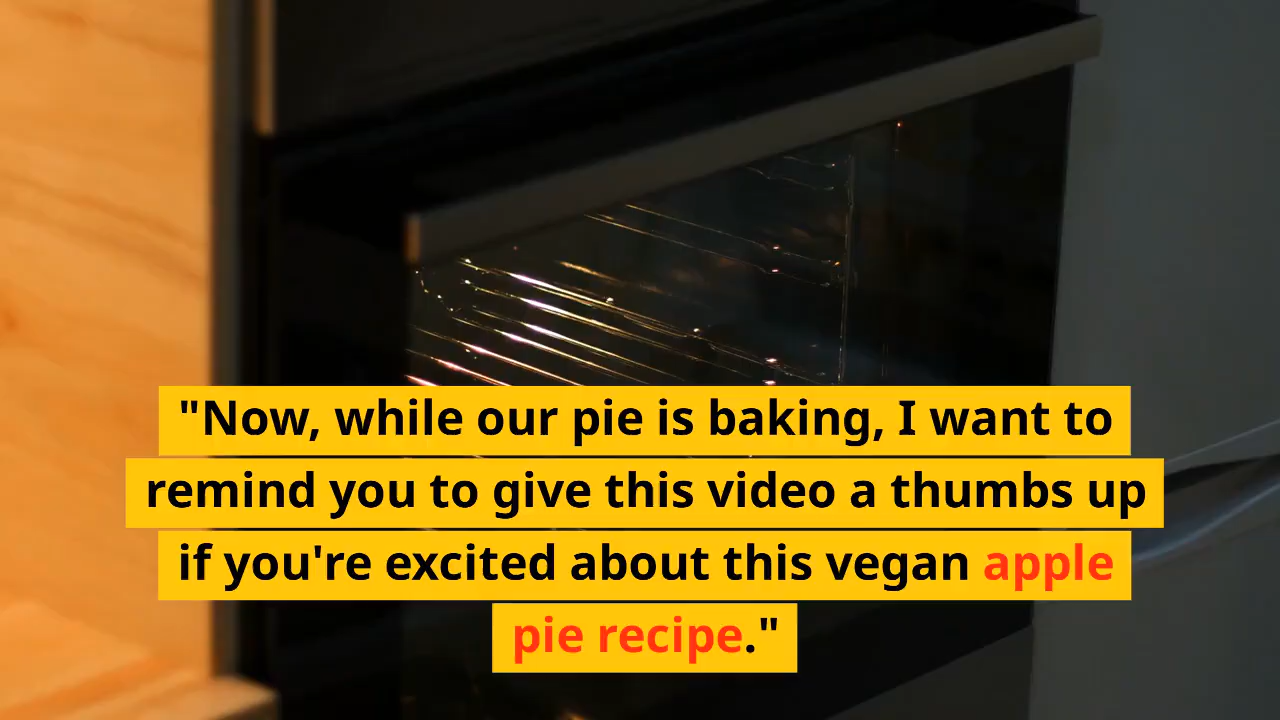 "Now, while our pie is baking, I want to
remind you to give this video a thumbs up
if you're excited about this vegan apple
pie recipe."